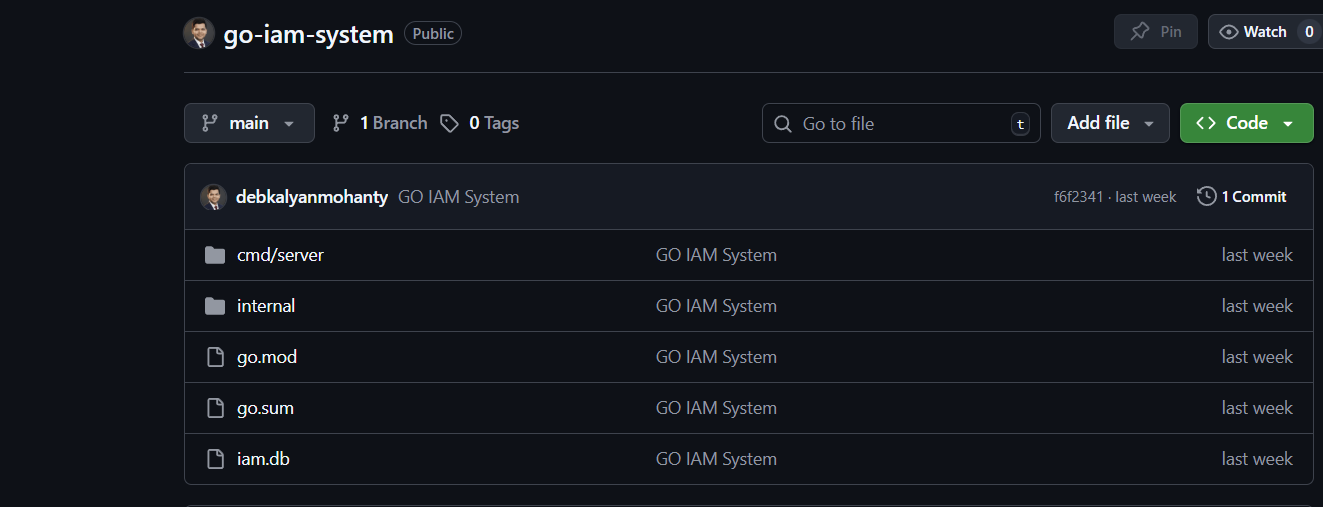 go-iam-system Public Pin Watch 0
main 1 Branch 0 Tags Go to file t Add file Code
debkalyanmohanty GO IAM System f6f2341 · last week 1 Commit
cmd/server GO IAM System last week
internal GO IAM System last week
go.mod GO IAM System last week
go.sum GO IAM System last week
iam.db GO IAM System last week